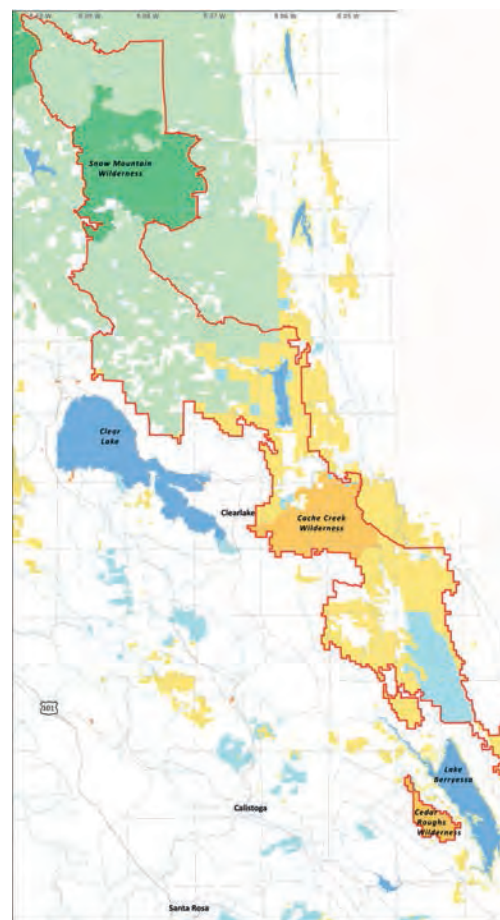 Snow Mountain
Wilderness
Clear
Lake
Clearlake
Cache Creek
Wilderness
101
Lake
Berryessa
Calistoga
Cedar
Roughs
Wilderness
Santa Rosa